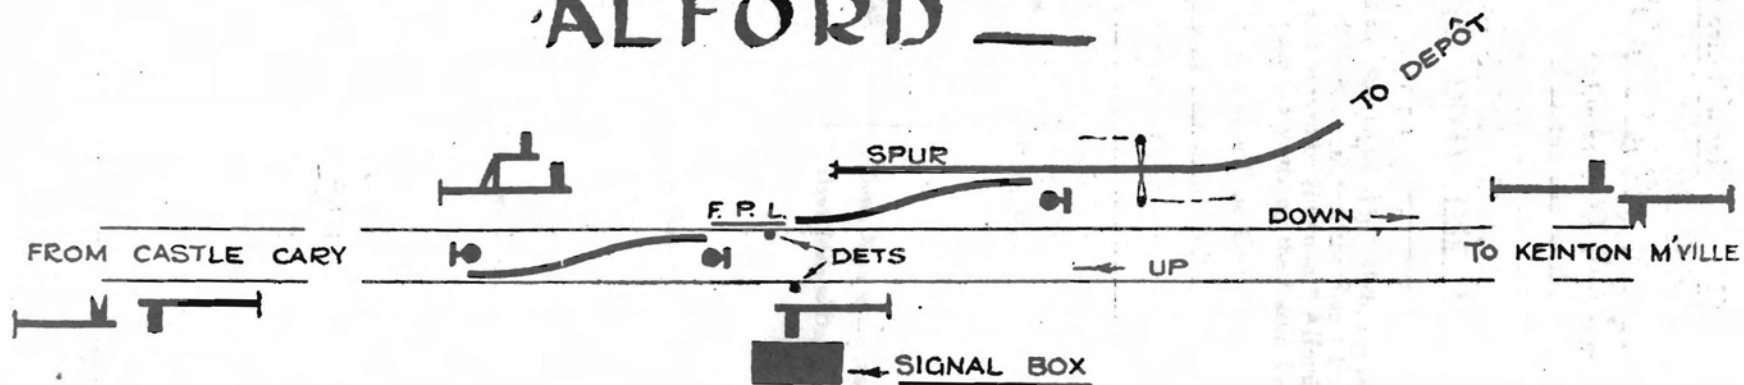 ALFORD
TO DEPÔT
SPUR
F. P. L.
DOWN
FROM CASTLE CARY
DETS
UP
TO KEINTON M'VILLE
SIGNAL BOX